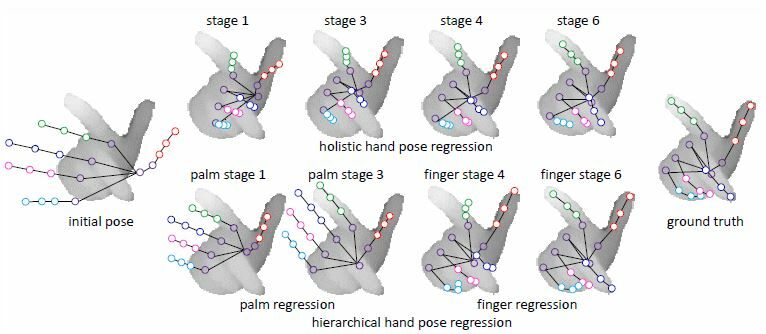 stage 1 stage 3 stage 4 stage 6
holistic hand pose regression
palm stage 1 palm stage 3 finger stage 4 finger stage 6
initial pose
ground truth
palm regression finger regression
hierarchical hand pose regression